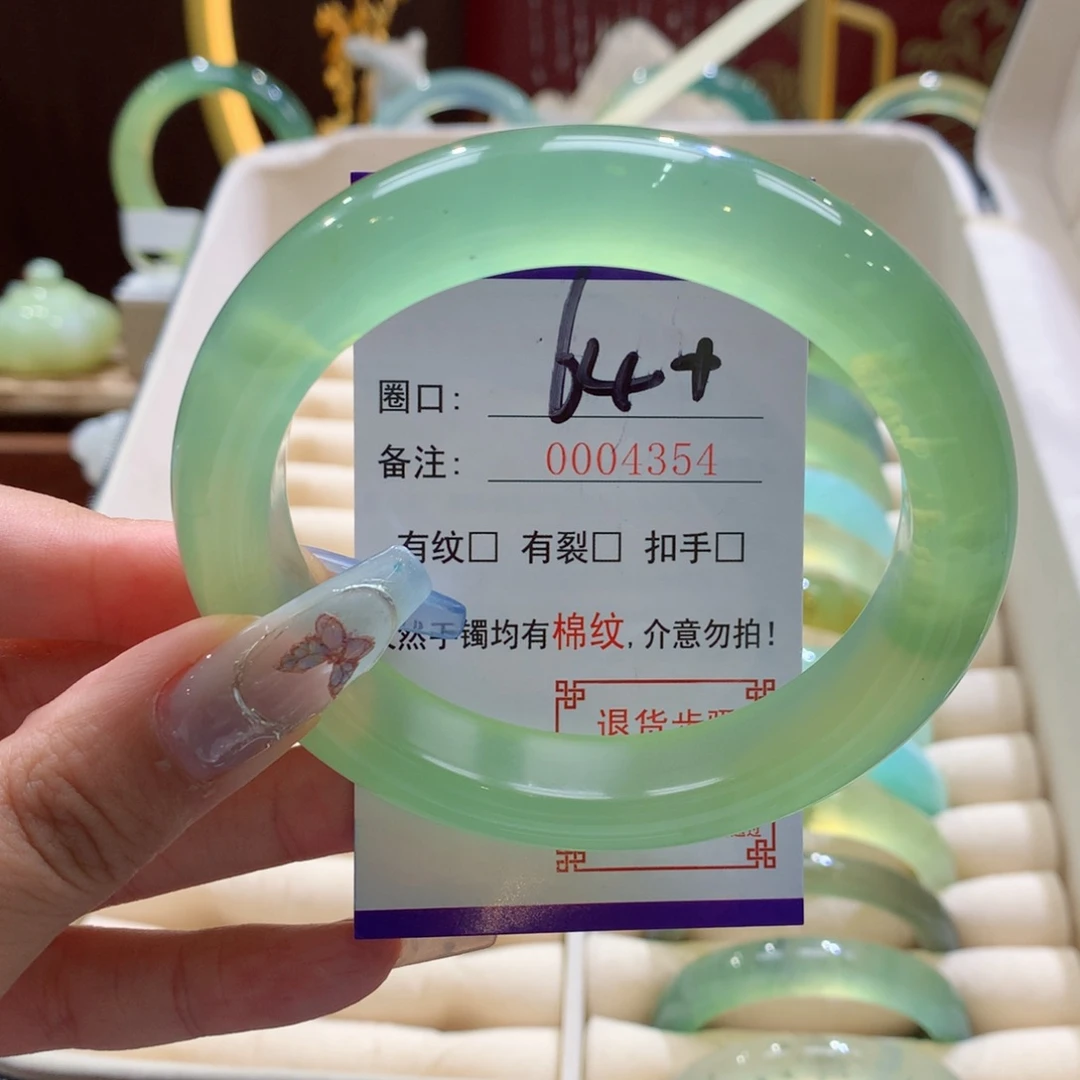 圈口: 64+
备注: 0004354
有纹□ 有裂□ 扣手□
然手镯均有棉纹,介意勿拍!
退货步骤